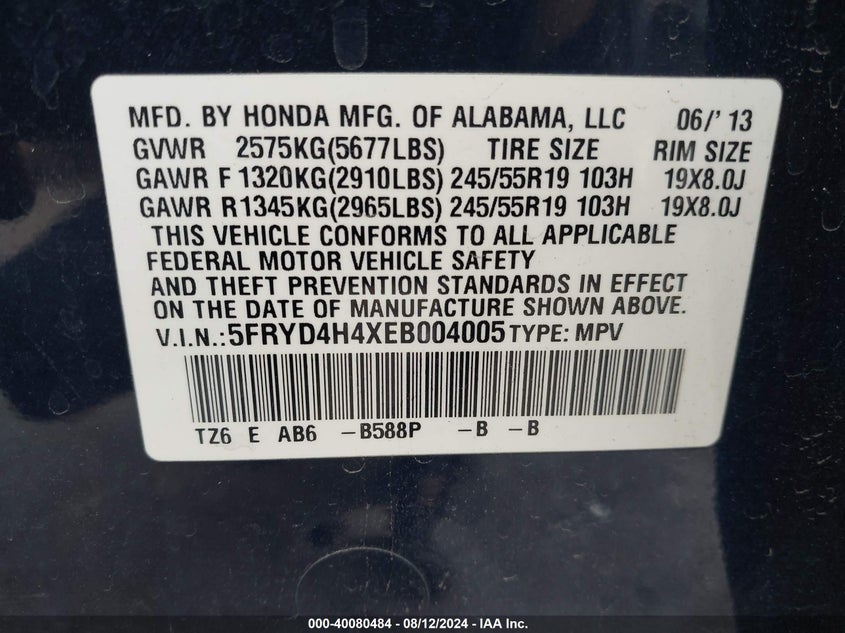 MFD. BY HONDA MFG. OF ALABAMA, LLC 06/' 13
GVWR 2575KG(5677LBS) TIRE SIZE RIM SIZE
GAWR F 1320KG(2910LBS) 245/55R19 103H 19X8.0J
GAWR R1345KG(2965LBS) 245/55R19 103H 19X8.0J
THIS VEHICLE CONFORMS TO ALL APPLICABLE
FEDERAL MOTOR VEHICLE SAFETY
AND THEFT PREVENTION STANDARDS IN EFFECT
ON THE DATE OF MANUFACTURE SHOWN ABOVE.
V.I.N.:5FRYD4H4XEB004005 TYPE: MPV
TZ6 E AB6 -B588P -B -B
000-40080484 - 08/12/2024 - IAA Inc.